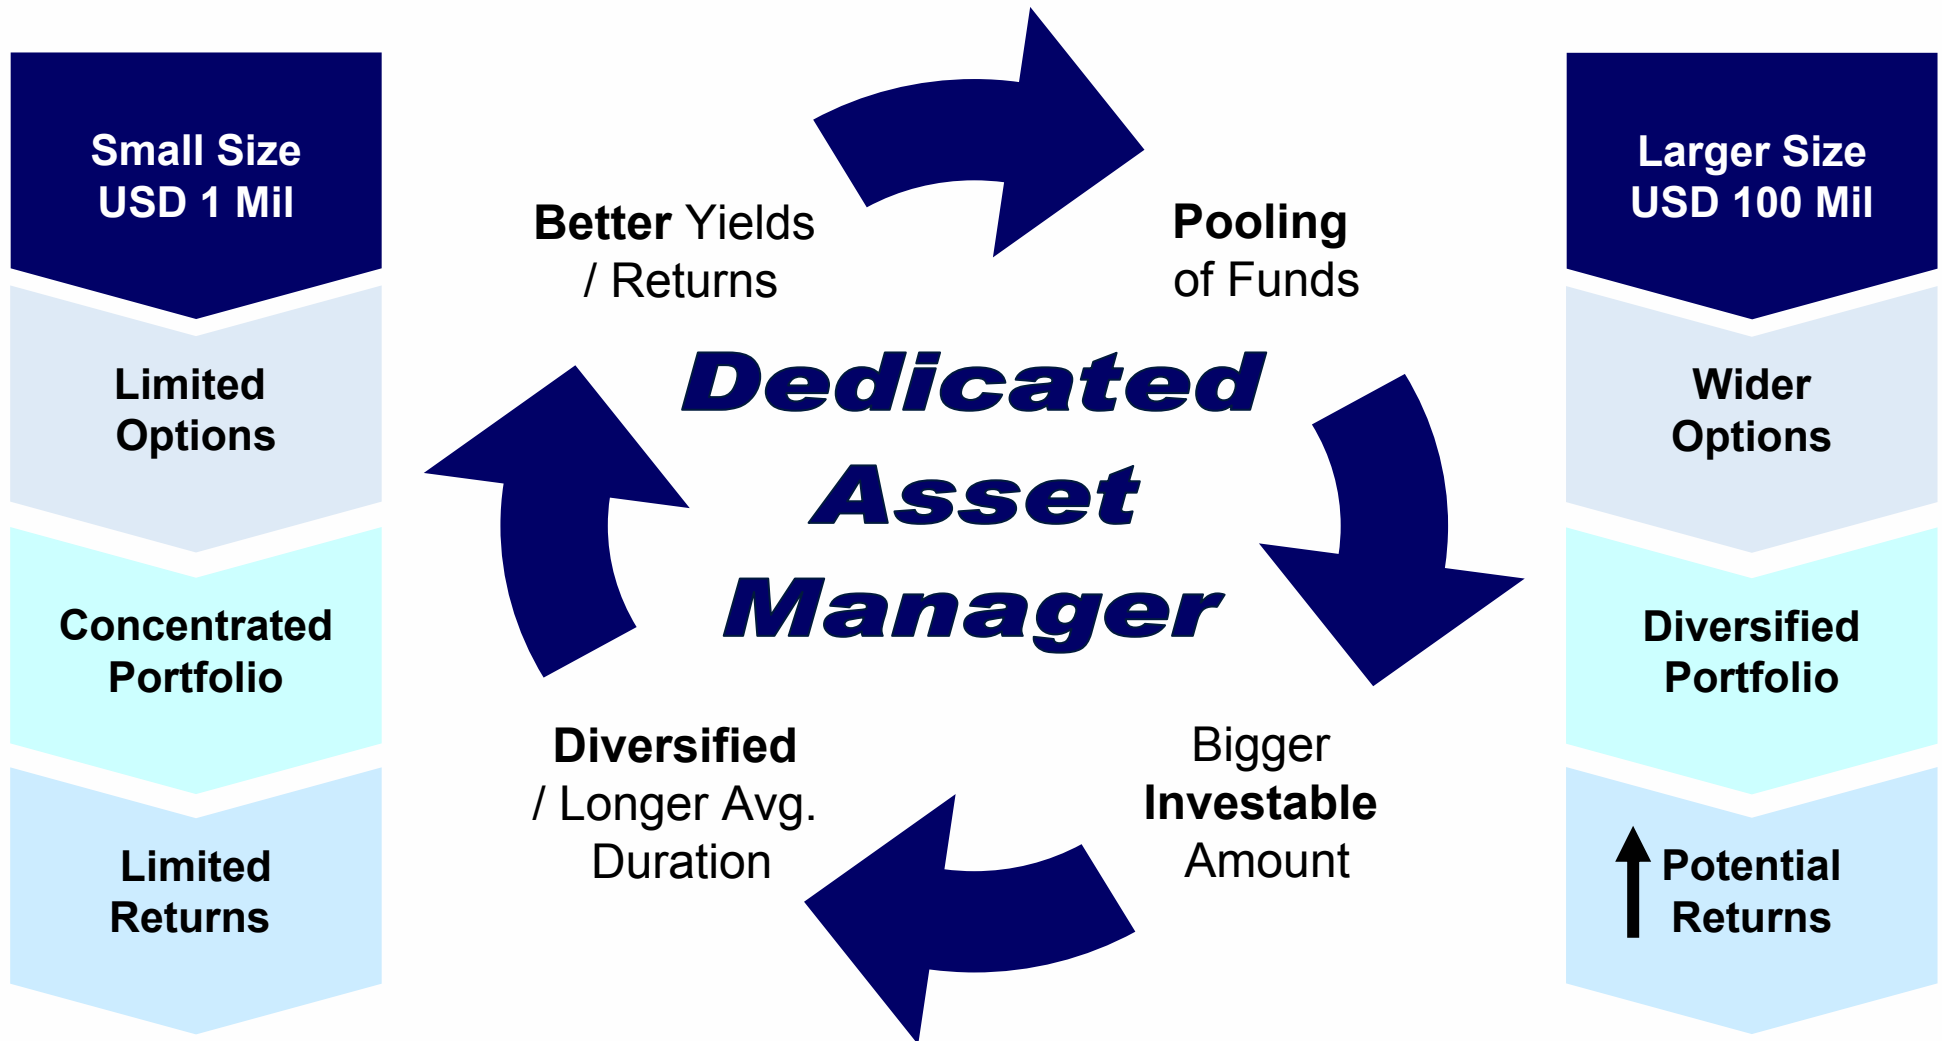 Small Size
USD 1 Mil
Limited
Options
Concentrated
Portfolio
Limited
Returns
Better Yields
/ Returns
Pooling
of Funds
Dedicated
Asset
Manager
Diversified
/ Longer Avg.
Duration
Bigger
Investable
Amount
Larger Size
USD 100 Mil
Wider
Options
Diversified
Portfolio
Potential
Returns